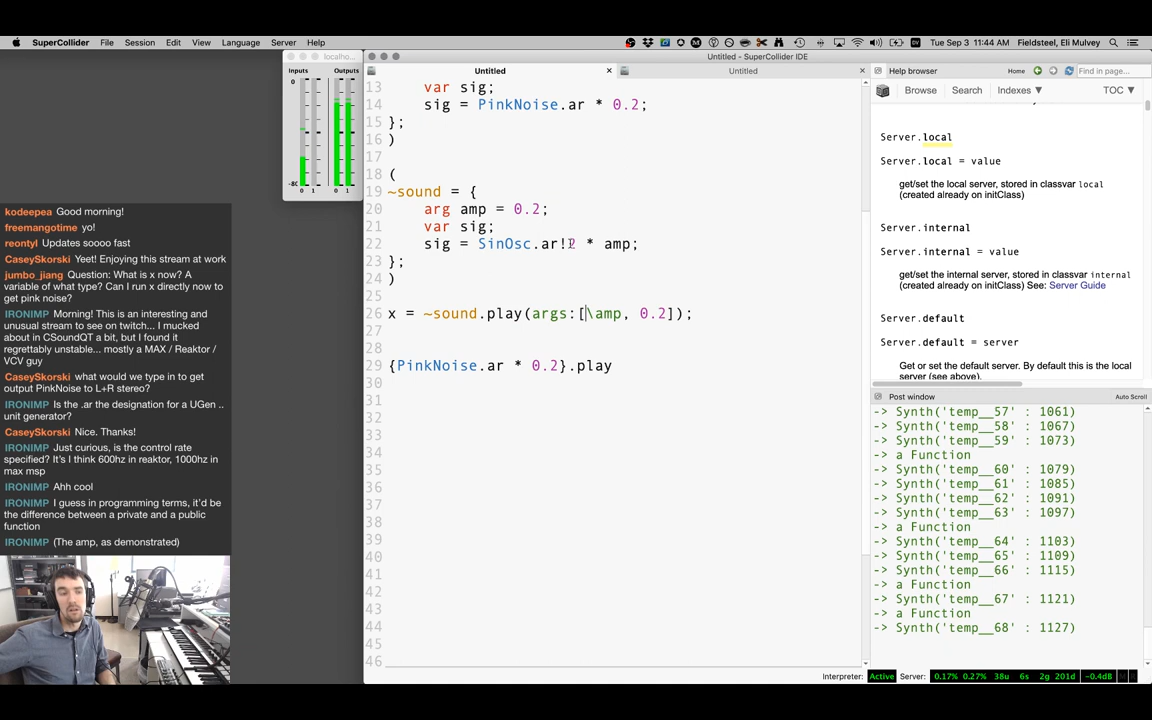 SuperCollider File Session Edit View Language Server Help
Tue Sep 3 11:44 AM Fieldsteel, Eli Mulvey
localho...
Untitled - SuperCollider IDE
Inputs Outputs
0
-80
0 1 0 1
Untitled
Untitled
13 var sig;
14 sig = PinkNoise.ar * 0.2;
15 };
16 )
17
18 (
19 ~sound = {
20 arg amp = 0.2;
21 var sig;
22 sig = SinOsc.ar!2 * amp;
23 };
24 )
25
26 x = ~sound.play(args:[\amp, 0.2]);
27
28
29 {PinkNoise.ar * 0.2}.play
30
31
32
33
34
35
36
37
38
39
40
41
42
43
44
45
46
Help browser Home Find in page...
Browse Search Indexes ▼ TOC ▼
Server.local
Server.local = value
get/set the local server, stored in classvar local
(created already on initClass)
Server.internal
Server.internal = value
get/set the internal server, stored in classvar internal
(created already on initClass) See: Server Guide
Server.default
Server.default = server
Get or set the default server. By default this is the local
server (see above).
Post window Auto Scroll
-> Synth('temp__57' : 1061)
-> Synth('temp__58' : 1067)
-> Synth('temp__59' : 1073)
-> a Function
-> Synth('temp__60' : 1079)
-> Synth('temp__61' : 1085)
-> Synth('temp__62' : 1091)
-> Synth('temp__63' : 1097)
-> a Function
-> Synth('temp__64' : 1103)
-> Synth('temp__65' : 1109)
-> Synth('temp__66' : 1115)
-> a Function
-> Synth('temp__67' : 1121)
-> a Function
-> Synth('temp__68' : 1127)
Interpreter: Active Server: 0.17% 0.27% 38u 6s 2g 201d -0.4dB M R
kodeepea Good morning!
freemangotime yo!
reontyl Updates soooo fast
CaseySkorski Yeet! Enjoying this stream at work
jumbo_jiang Question: What is x now? A
variable of what type? Can I run x directly now to
get pink noise?
IRONIMP Morning! This is an interesting and
unusual stream to see on twitch... I mucked
about in CSoundQT a bit, but I found it
regrettably unstable... mostly a MAX / Reaktor /
VCV guy
CaseySkorski what would we type in to get
output PinkNoise to L+R stereo?
IRONIMP Is the .ar the designation for a UGen ..
unit generator?
CaseySkorski Nice. Thanks!
IRONIMP Just curious, is the control rate
specified? It's I think 600hz in reaktor, 1000hz in
max msp
IRONIMP Ahh cool
IRONIMP I guess in programming terms, it'd be
the difference between a private and a public
function
IRONIMP (The amp, as demonstrated)